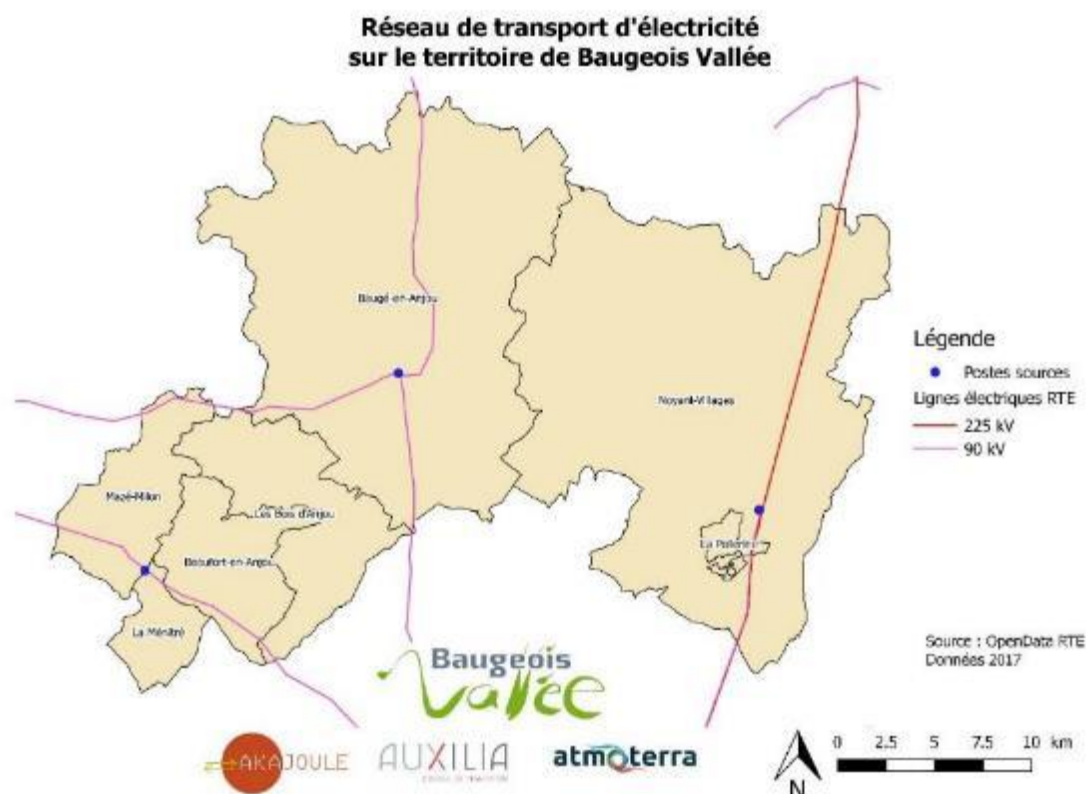 Réseau de transport d'électricité
sur le territoire de Baugeois Vallée
Baugé-en-Anjou
Légende
Postes sources
Lignes électriques RTE
225 kV
90 kV
Noyant-Villages
Mazé-Milon
Les Bois d'Anjou
La Pellerine
Beaufort-en-Anjou
La Ménitré
Source : OpenData RTE
Données 2017
Baugeois
Vallée
AKAJOULE
AUXILIA
atmoterra
0 2.5 5 7.5 10 km
N